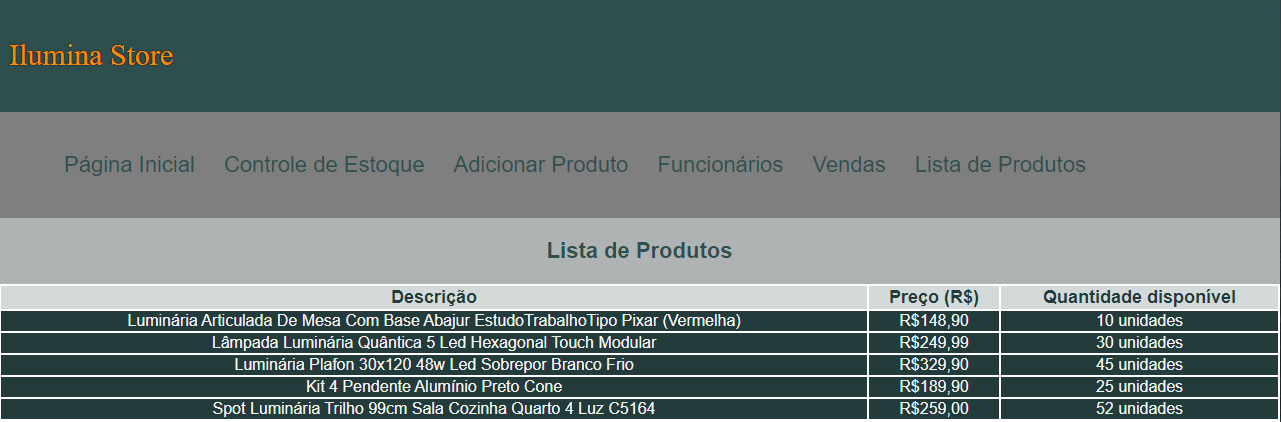 Ilumina Store
Página Inicial Controle de Estoque Adicionar Produto Funcionários Vendas Lista de Produtos
Lista de Produtos
Descrição Preço (R$) Quantidade disponível
Luminária Articulada De Mesa Com Base Abajur EstudoTrabalhoTipo Pixar (Vermelha) R$148,90 10 unidades
Lâmpada Luminária Quântica 5 Led Hexagonal Touch Modular R$249,99 30 unidades
Luminária Plafon 30x120 48w Led Sobrepor Branco Frio R$329,90 45 unidades
Kit 4 Pendente Alumínio Preto Cone R$189,90 25 unidades
Spot Luminária Trilho 99cm Sala Cozinha Quarto 4 Luz C5164 R$259,00 52 unidades